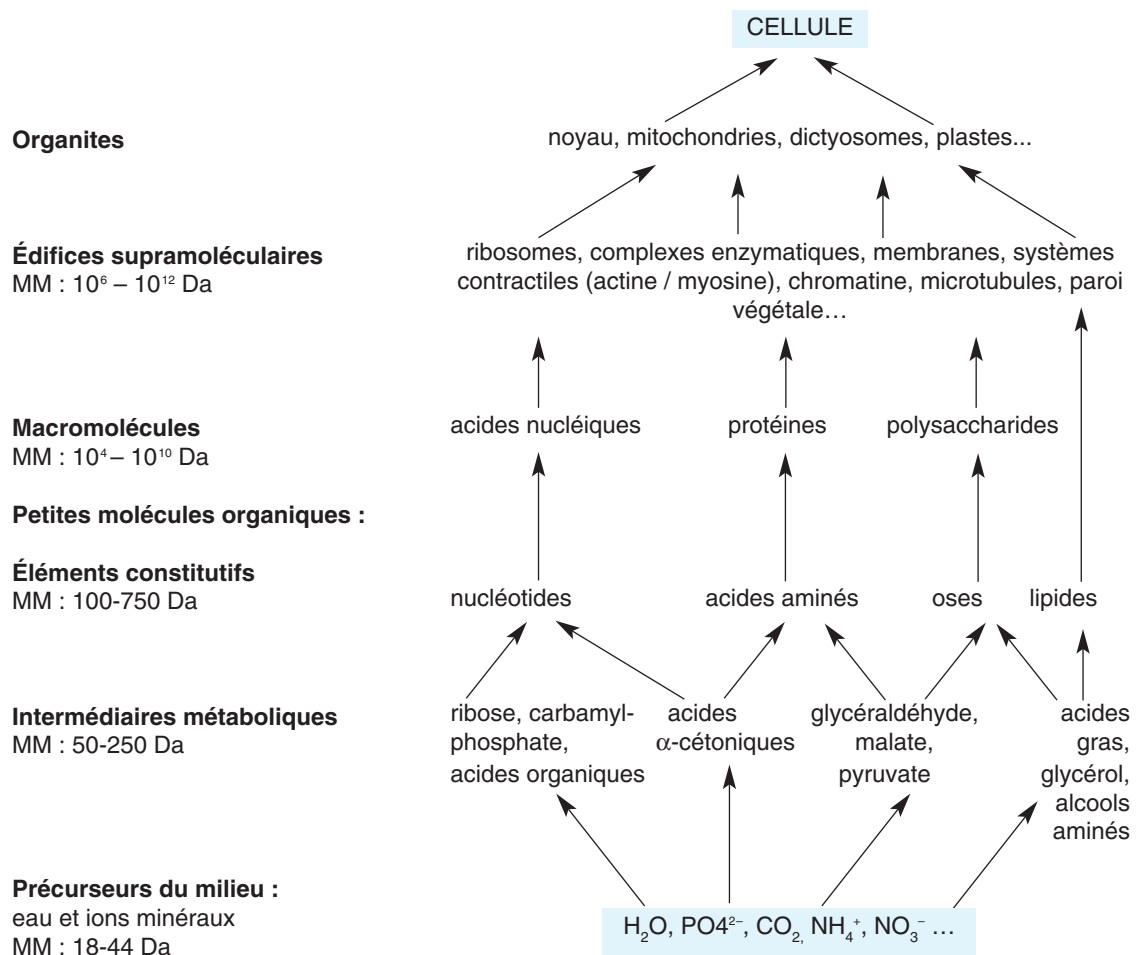 CELLULE
Organites
noyau, mitochondries, dictyosomes, plastes...
Édifices supramoléculaires
MM : 10⁶ – 10¹² Da
ribosomes, complexes enzymatiques, membranes, systèmes
contractiles (actine / myosine), chromatine, microtubules, paroi
végétale…
Macromolécules
MM : 10⁴ – 10¹⁰ Da
acides nucléiques
protéines
polysaccharides
Petites molécules organiques :
Éléments constitutifs
MM : 100-750 Da
nucléotides
acides aminés
oses
lipides
Intermédiaires métaboliques
MM : 50-250 Da
ribose, carbamyl-
phosphate,
acides organiques
acides
α-cétoniques
glycéraldéhyde,
malate,
pyruvate
acides
gras,
glycérol,
alcools
aminés
Précurseurs du milieu :
eau et ions minéraux
MM : 18-44 Da
H₂O, PO4²⁻, CO₂, NH₄⁺, NO₃⁻ …